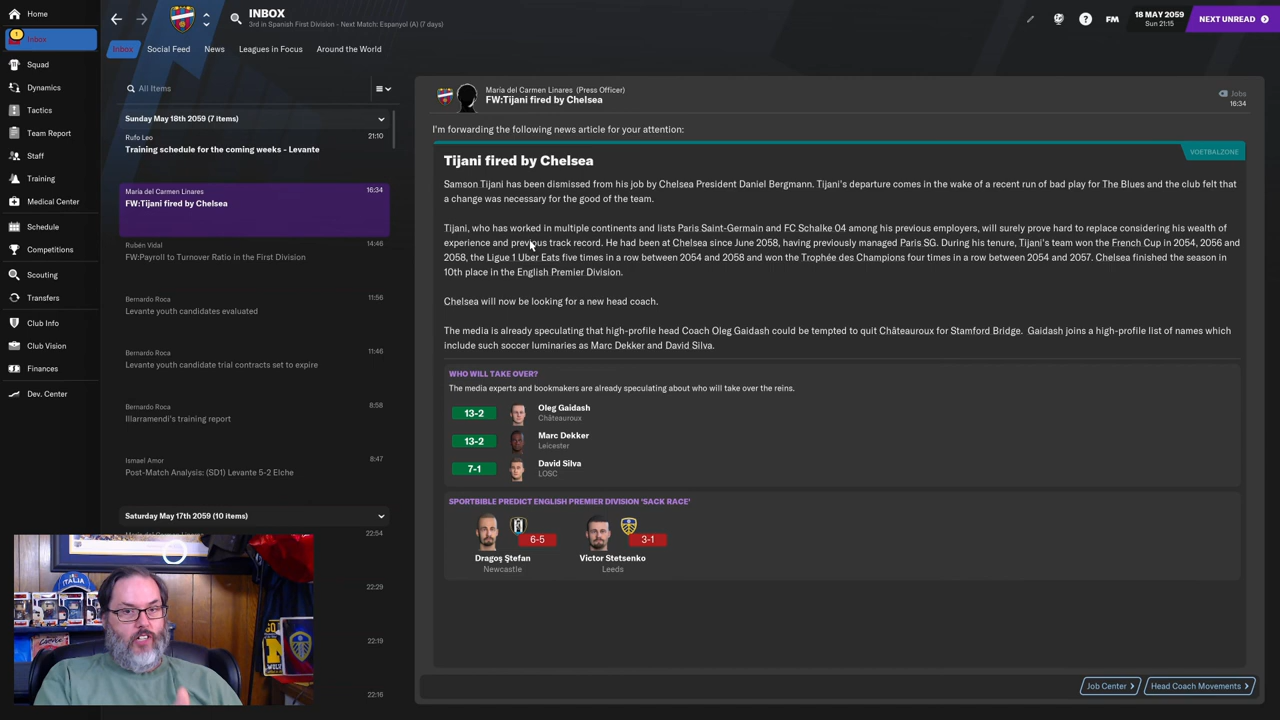 Home
INBOX
3rd in Spanish First Division - Next Match: Espanyol (A) (7 days)
FM
18 MAY 2059
Sun 21:15
NEXT UNREAD
1
Inbox
Squad
Dynamics
Tactics
Team Report
Staff
Training
Medical Center
Schedule
Competitions
Scouting
Transfers
Club Info
Club Vision
Finances
Dev. Center
Inbox
Social Feed
News
Leagues in Focus
Around the World
All Items
Sunday May 18th 2059 (7 items)
Rufo Leo
21:10
Training schedule for the coming weeks - Levante
María del Carmen Linares
16:34
FW:Tijani fired by Chelsea
Rubén Vidal
14:46
FW:Payroll to Turnover Ratio in the First Division
Bernardo Roca
11:56
Levante youth candidates evaluated
Bernardo Roca
11:46
Levante youth candidate trial contracts set to expire
Bernardo Roca
8:58
Illarramendi's training report
Ismael Amor
8:47
Post-Match Analysis: (SD1) Levante 5-2 Elche
Saturday May 17th 2059 (10 items)
22:54
22:29
22:19
22:16
María del Carmen Linares (Press Officer)
FW:Tijani fired by Chelsea
Jobs
16:34
I'm forwarding the following news article for your attention:
VOETBALZONE
Tijani fired by Chelsea
Samson Tijani has been dismissed from his job by Chelsea President Daniel Bergmann. Tijani's departure comes in the wake of a recent run of bad play for The Blues and the club felt that
a change was necessary for the good of the team.
Tijani, who has worked in multiple continents and lists Paris Saint-Germain and FC Schalke 04 among his previous employers, will surely prove hard to replace considering his wealth of
experience and previous track record. He had been at Chelsea since June 2058, having previously managed Paris SG. During his tenure, Tijani's team won the French Cup in 2054, 2056 and
2058, the Ligue 1 Uber Eats five times in a row between 2054 and 2058 and won the Trophée des Champions four times in a row between 2054 and 2057. Chelsea finished the season in
10th place in the English Premier Division.
Chelsea will now be looking for a new head coach.
The media is already speculating that high-profile head Coach Oleg Gaidash could be tempted to quit Châteauroux for Stamford Bridge. Gaidash joins a high-profile list of names which
include such soccer luminaries as Marc Dekker and David Silva.
WHO WILL TAKE OVER?
The media experts and bookmakers are already speculating about who will take over the reins.
13-2
Oleg Gaidash
Châteauroux
13-2
Marc Dekker
Leicester
7-1
David Silva
LOSC
SPORTBIBLE PREDICT ENGLISH PREMIER DIVISION 'SACK RACE'
6-5
Dragoş Ştefan
Newcastle
3-1
Victor Stetsenko
Leeds
ITALIA
Job Center
Head Coach Movements